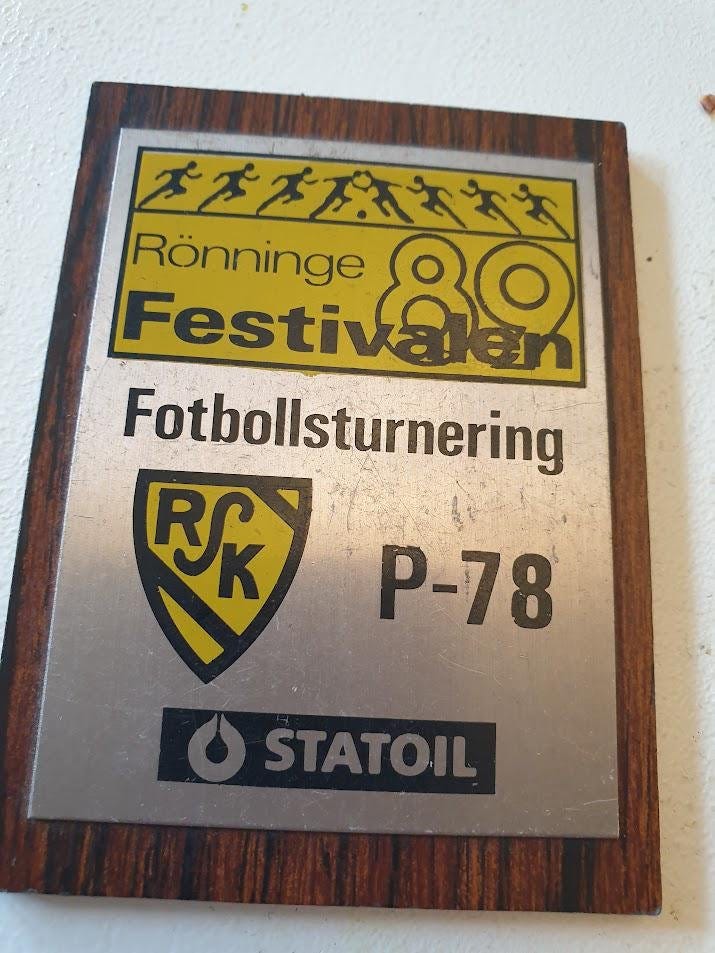 Rönninge 89
Festivalen
Fotbollsturnering
RSK
P-78
STATOIL